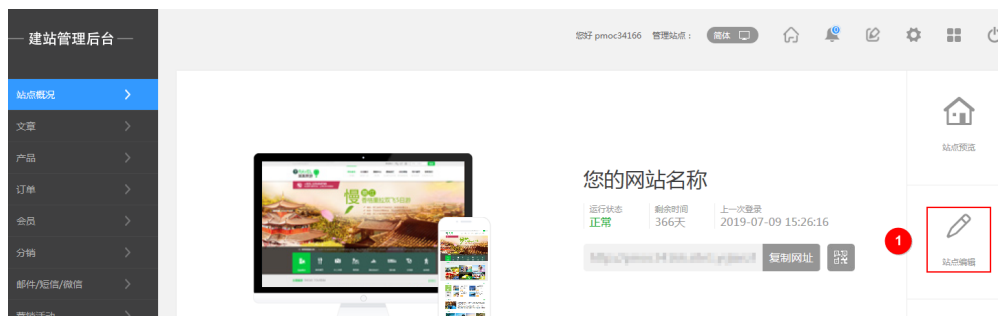 建站管理后台
您好 pmoc34166 管理站点： 简体
站点概况
文章
产品
订单
会员
分销
邮件/短信/微信
营销活动
站点预览
您的网站名称
运行状态 剩余时间 上一次登录
正常 366天 2019-07-09 15:26:16
复制网址
1
站点编辑